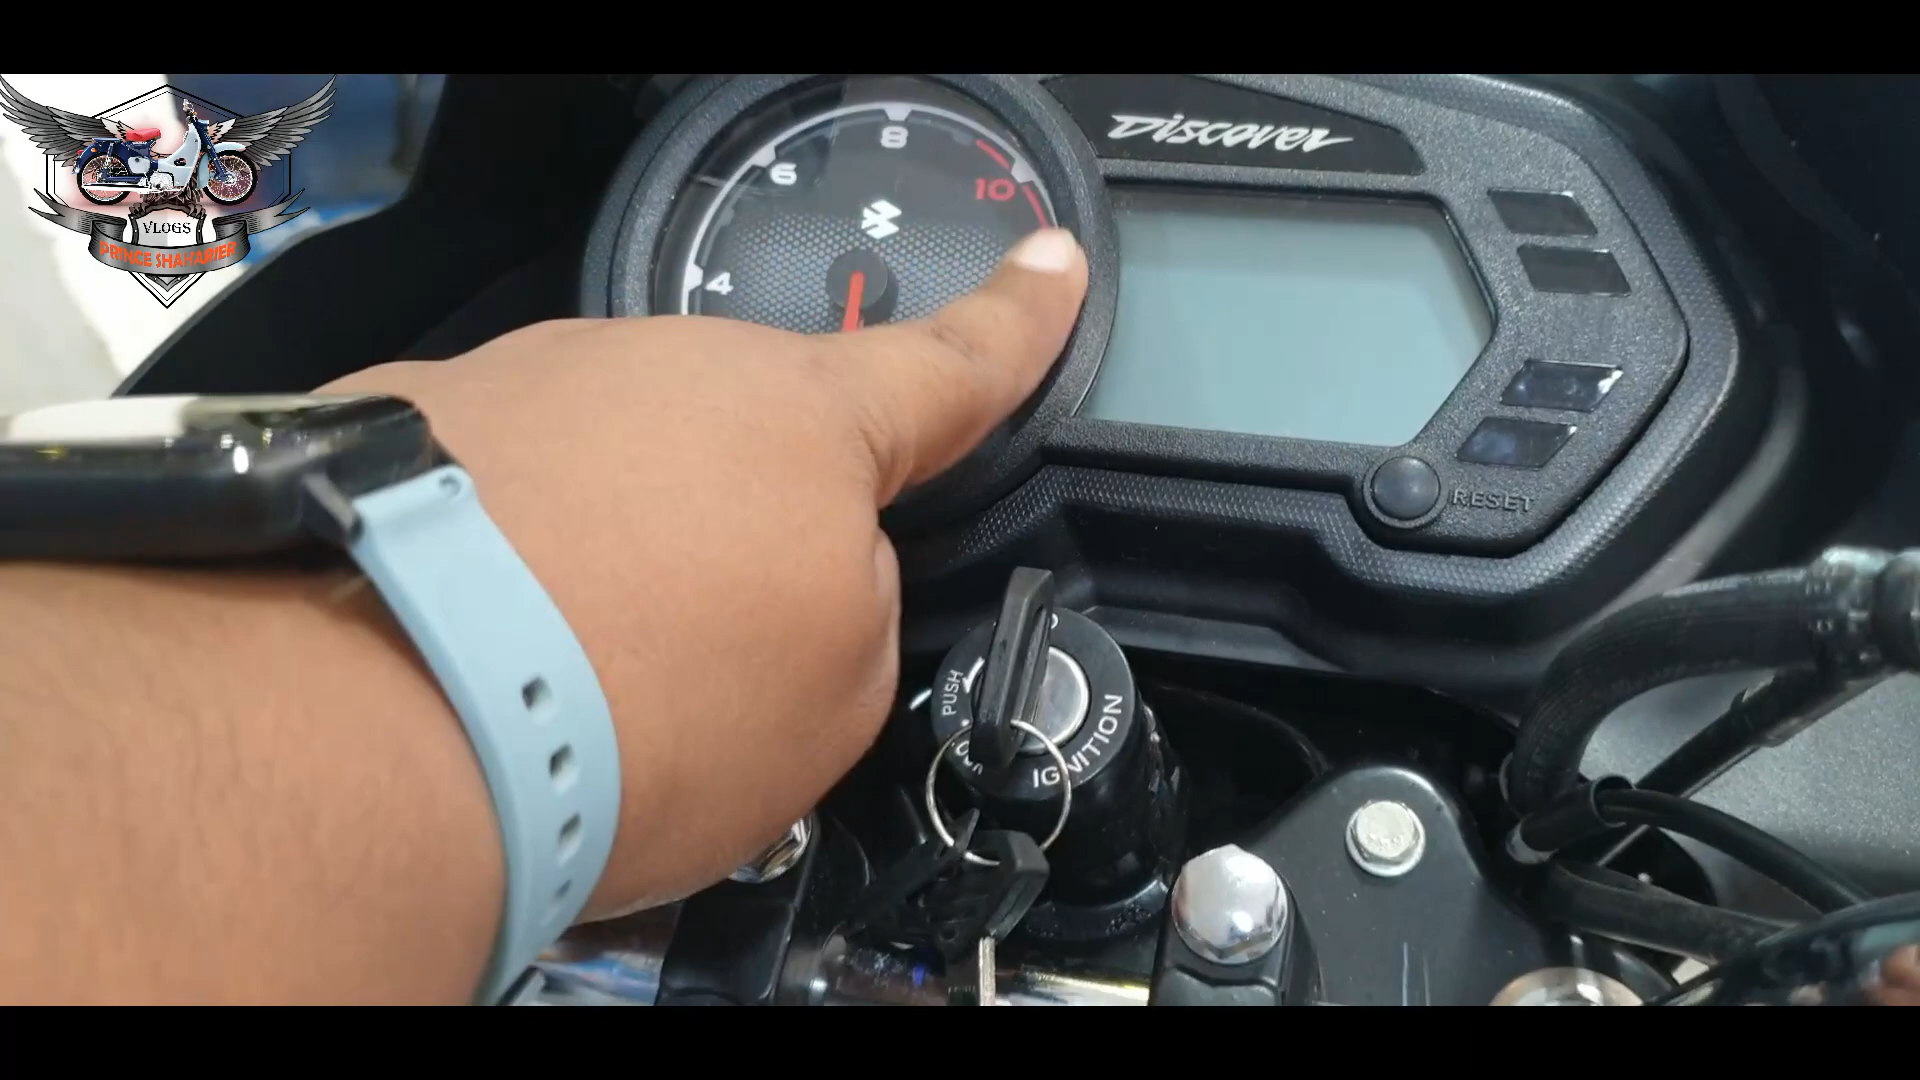 VLOGS
PRINCE SHAHARIER
Discover
8
6
10
4
RESET
PUSH
IGNITION